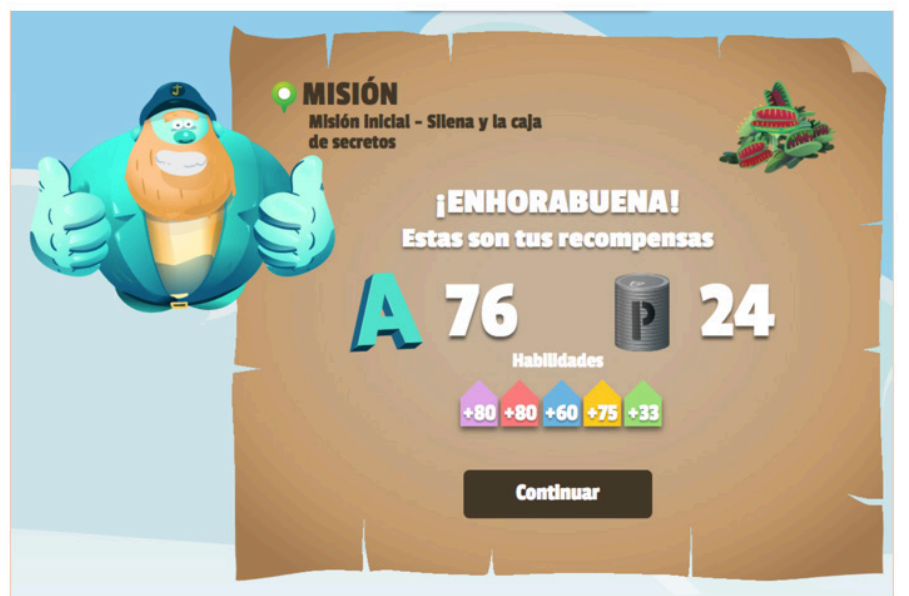 MISIÓN
Misión Inicial - Silena y la caja
de secretos
¡ENHORABUENA!
Estas son tus recompensas
A 76 P 24
Habilidades
+80 +80 +60 +75 +33
Continuar